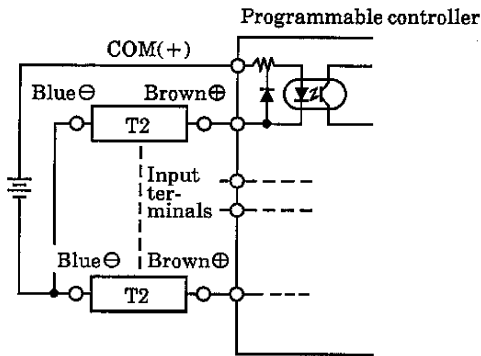 Programmable controller
COM(+)
Blue⊖ Brown⊕
T2
Input
ter-
minals
Blue⊖ Brown⊕
T2